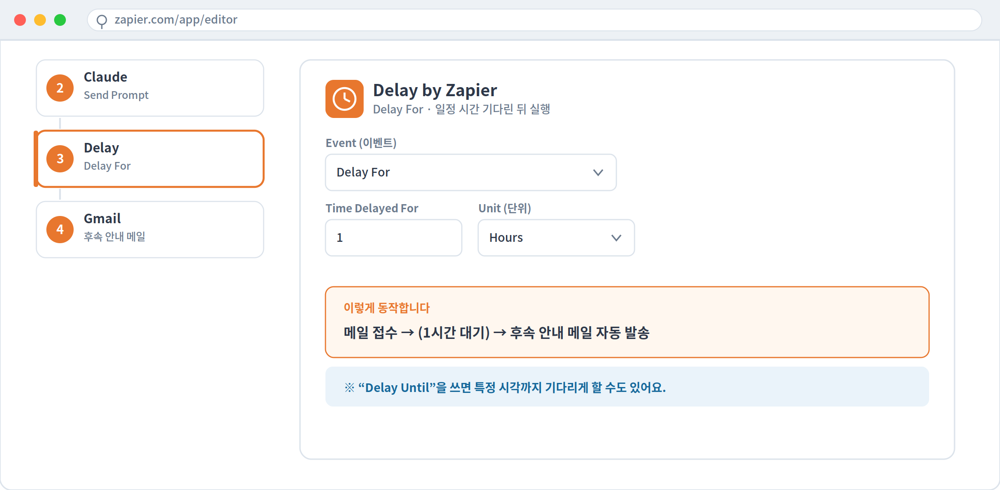 zapier.com/app/editor
2
Claude
Send Prompt
3
Delay
Delay For
4
Gmail
후속 안내 메일
Delay by Zapier
Delay For · 일정 시간 기다린 뒤 실행
Event (이벤트)
Delay For
Time Delayed For
Unit (단위)
1
Hours
이렇게 동작합니다
메일 접수 → (1시간 대기) → 후속 안내 메일 자동 발송
※ “Delay Until”을 쓰면 특정 시각까지 기다리게 할 수도 있어요.